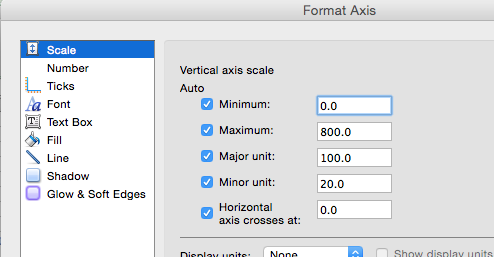 Format Axis
Scale
Number
Ticks
Font
Text Box
Fill
Line
Shadow
Glow & Soft Edges
Vertical axis scale
Auto
Minimum: 0.0
Maximum: 800.0
Major unit: 100.0
Minor unit: 20.0
Horizontal
axis crosses at: 0.0
Display units: None Show display units